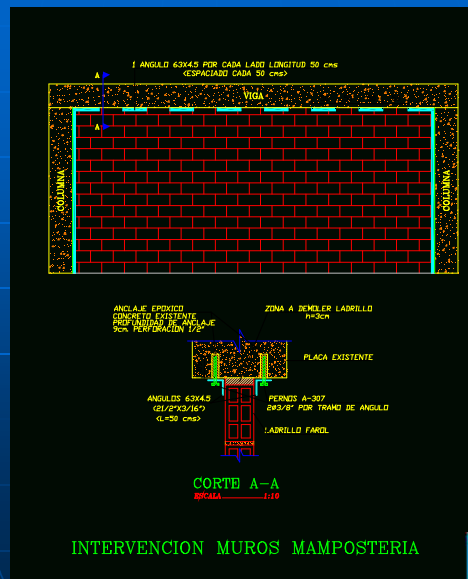 1 ANGULO 63X4.5 POR CADA LADO LONGITUD 50 cms
<ESPACIADO CADA 50 cms>
A
VIGA
A
COLUMNA
COLUMNA
ANCLAJE EPOXICO
CONCRETO EXISTENTE
PROFUNDIDAD DE ANCLAJE
9cm. PERFORACION 1/2"
ZONA A DEMOLER LADRILLO
h=3cm
PLACA EXISTENTE
ANGULOS 63X4.5
<21/2"X3/16">
<L=50 cms>
PERNOS A-307
2Ø3/8" POR TRAMO DE ANGULO
LADRILLO FAROL
CORTE A-A
ESCALA 1:10
INTERVENCION MUROS MAMPOSTERIA